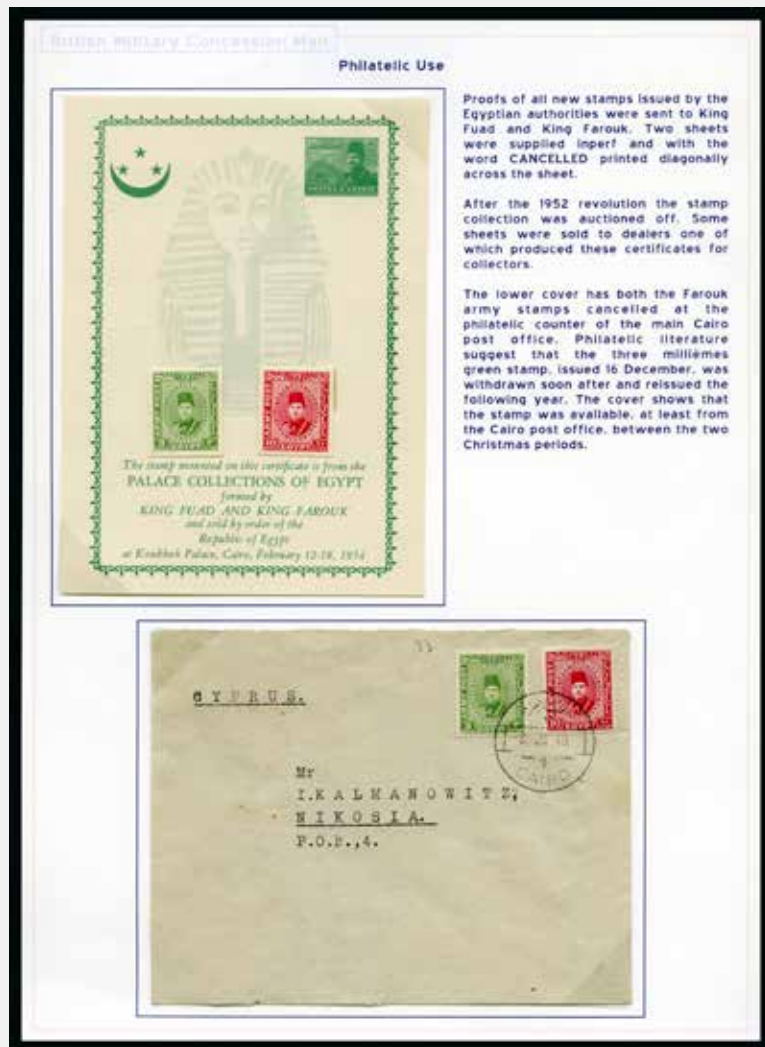 British Military Concession Mail
Philatelic Use
Proofs of all new stamps issued by the
Egyptian authorities were sent to King
Fuad and King Farouk. Two sheets
were supplied inperf and with the
word CANCELLED printed diagonally
across the sheet.
After the 1952 revolution the stamp
collection was auctioned off. Some
sheets were sold to dealers one of
which produced these certificates for
collectors.
The lower cover has both the Farouk
army stamps cancelled at the
philatelic counter of the main Cairo
post office. Philatelic literature
suggest that the three millièmes
green stamp, issued 16 December, was
withdrawn soon after and reissued the
following year. The cover shows that
the stamp was available, at least from
the Cairo post office, between the two
Christmas periods.
The stamp mounted on this certificate is from the
PALACE COLLECTIONS OF EGYPT
formed by
KING FUAD AND KING FAROUK
and sold by order of the
Republic of Egypt
at Koubbeh Palace, Cairo, February 12-18, 1954
CYPRUS.
CAIRO
Mr
I.KALMANOWITZ,
NIKOSIA.
P.O.B.,4.